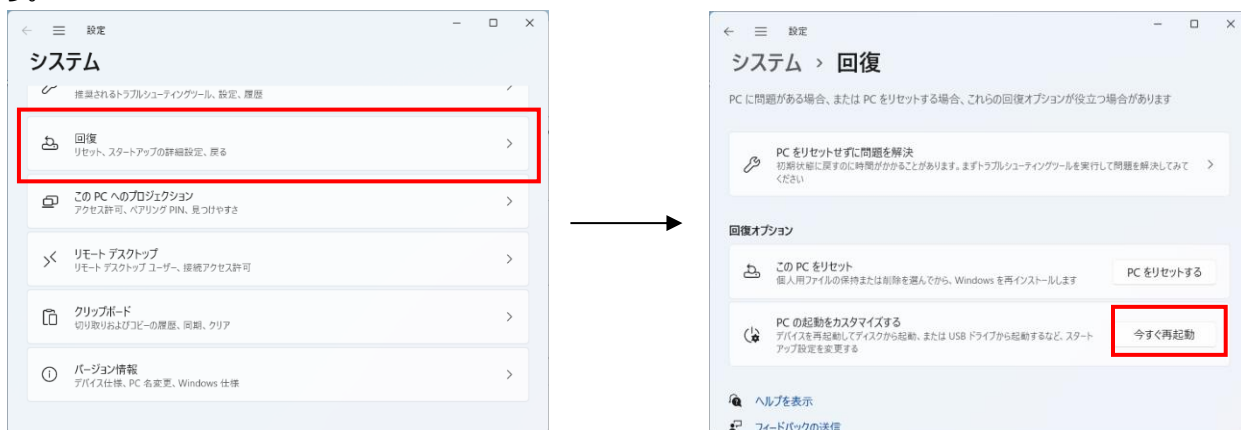 す。
設定
システム
推奨されるトラブルシューティングツール、設定、履歴
回復
リセット、スタートアップの詳細設定、戻る
この PC へのプロジェクション
アクセス許可、ペアリング PIN、見つけやすさ
リモート デスクトップ
リモート デスクトップ ユーザー、接続アクセス許可
クリップボード
切り取りおよびコピーの履歴、同期、クリア
バージョン情報
デバイス仕様、PC 名変更、Windows 仕様
設定
システム › 回復
PC に問題がある場合、または PC をリセットする場合、これらの回復オプションが役立つ場合があります
PC をリセットせずに問題を解決
初期状態に戻すのに時間がかかることがあります。まずトラブルシューティングツールを実行して問題を解決してみて
ください
回復オプション
この PC をリセット
個人用ファイルの保持または削除を選んでから、Windows を再インストールします
PC をリセットする
PC の起動をカスタマイズする
デバイスを再起動してディスクから起動、または USB ドライブから起動するなど、スタート
アップ設定を変更する
今すぐ再起動
ヘルプを表示
フィードバックの送信